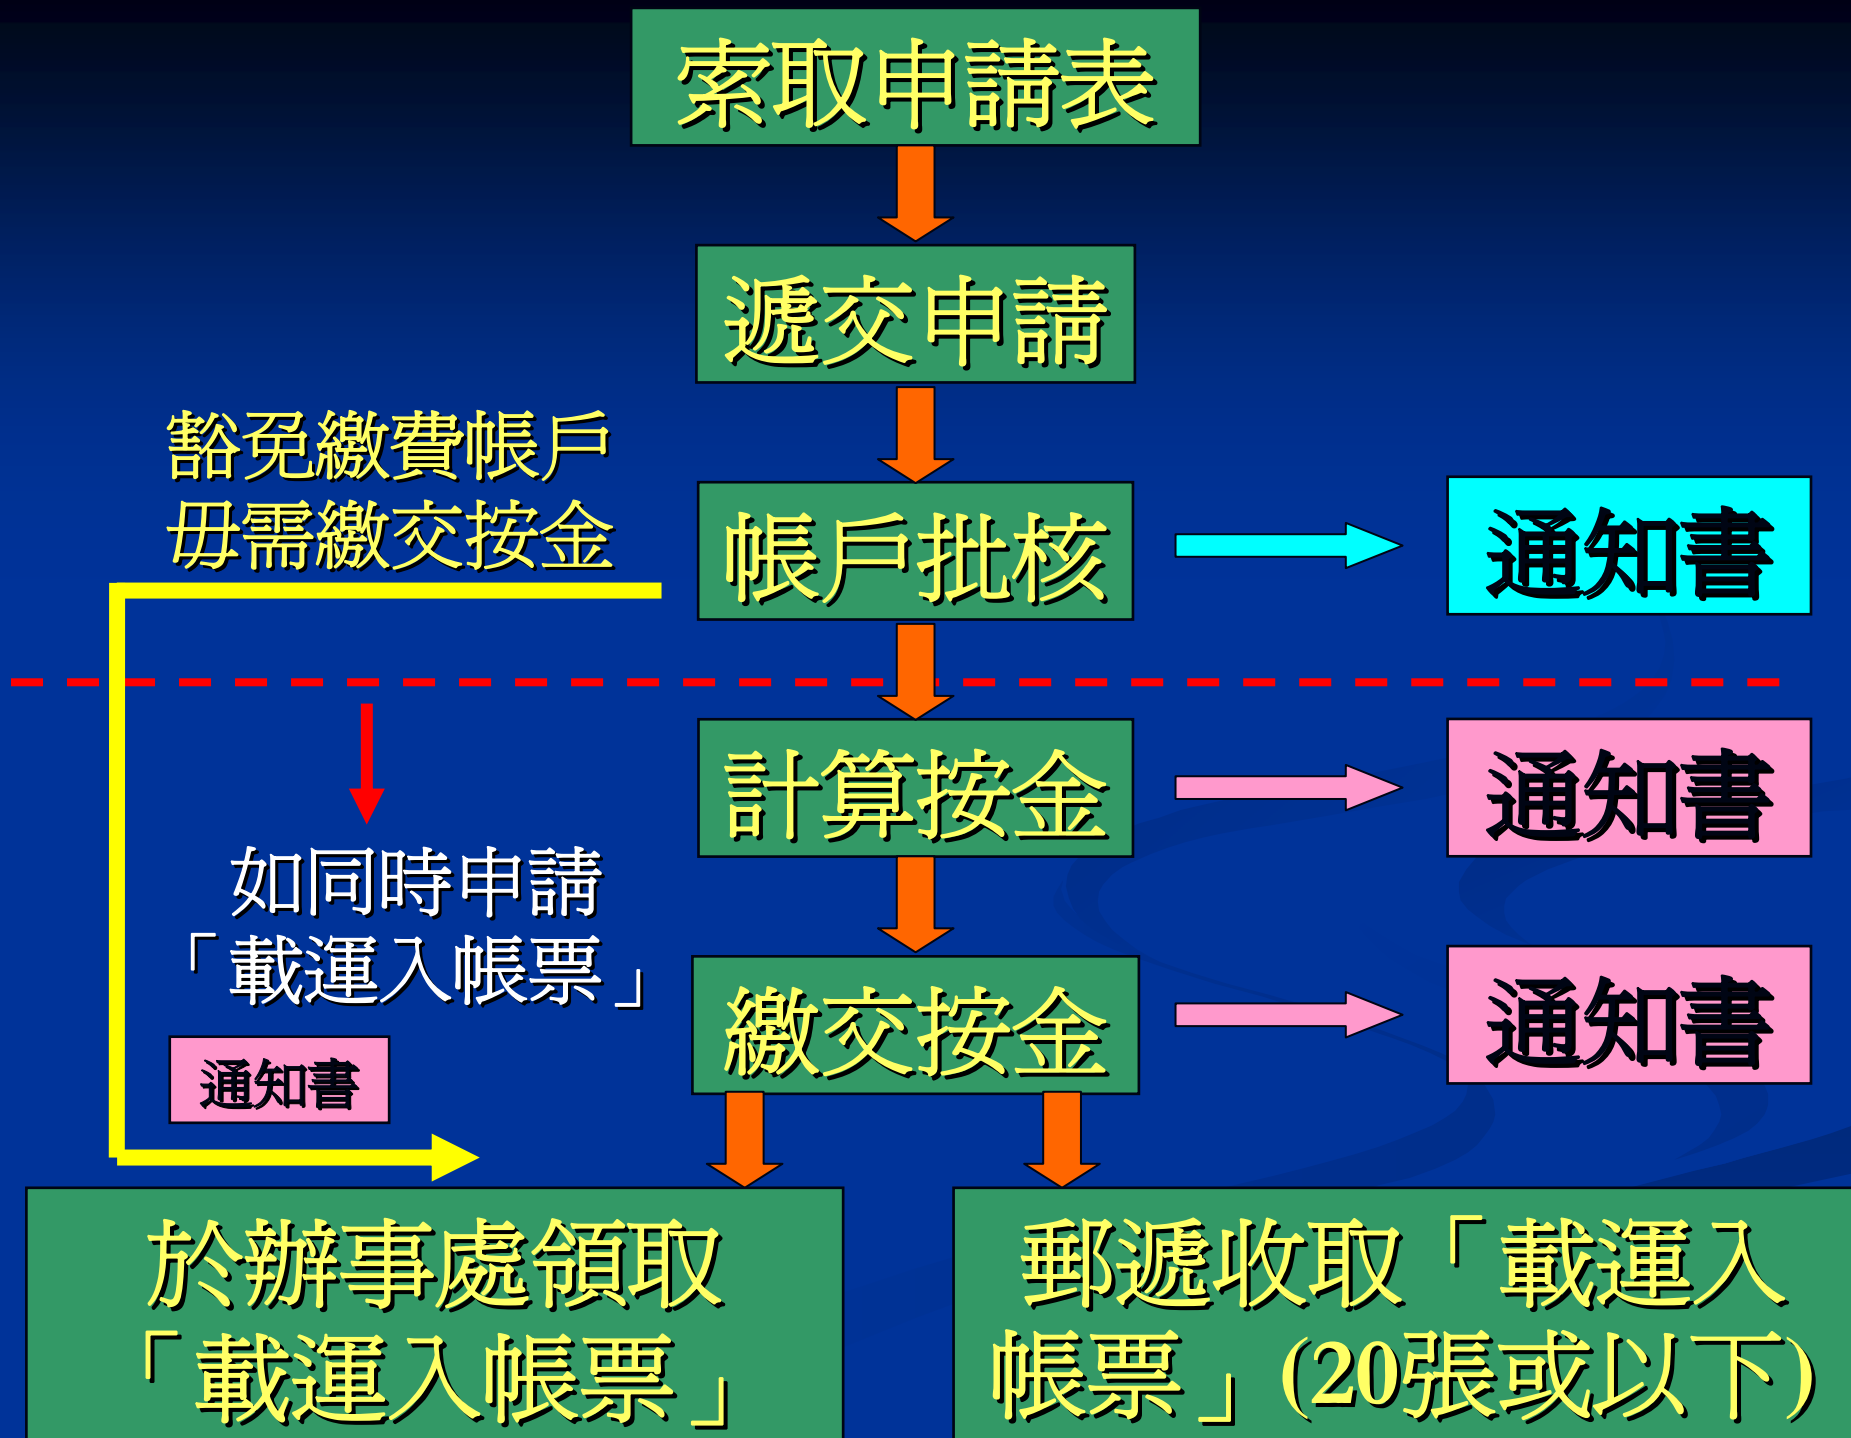 索取申請表
遞交申請
豁免繳費帳戶
毋需繳交按金
帳戶批核
通知書
計算按金
通知書
如同時申請
「載運入帳票」
繳交按金
通知書
通知書
於辦事處領取
「載運入帳票」
郵遞收取「載運入
帳票」(20張或以下)